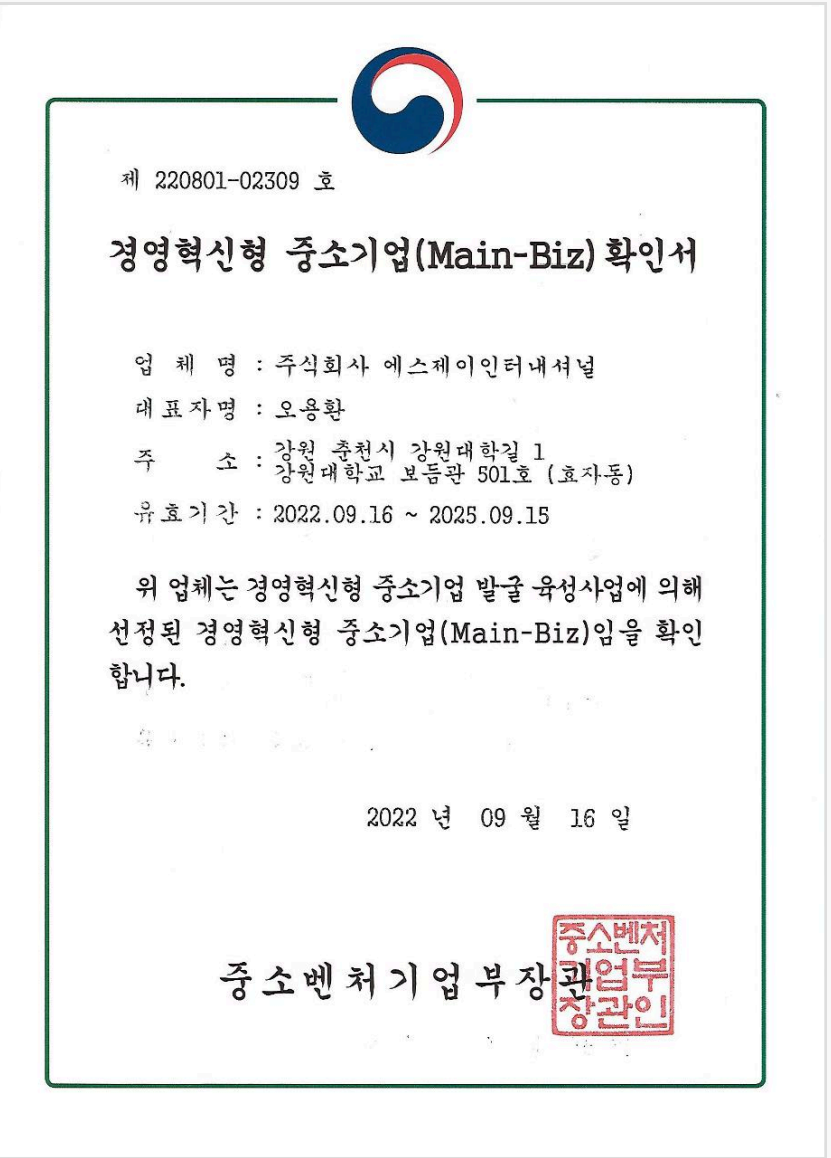 제 220801-02309 호
경영혁신형 중소기업(Main-Biz) 확인서
업 체 명 : 주식회사 에스제이인터내셔널
대표자명 : 오용환
주 소 : 강원 춘천시 강원대학길 1
강원대학교 보듬관 501호 (효자동)
유효기간 : 2022.09.16 ~ 2025.09.15
위 업체는 경영혁신형 중소기업 발굴 육성사업에 의해
선정된 경영혁신형 중소기업(Main-Biz)임을 확인
합니다.
2022 년 09 월 16 일
중소벤처기업부장관
중소벤처
기업부
장관인